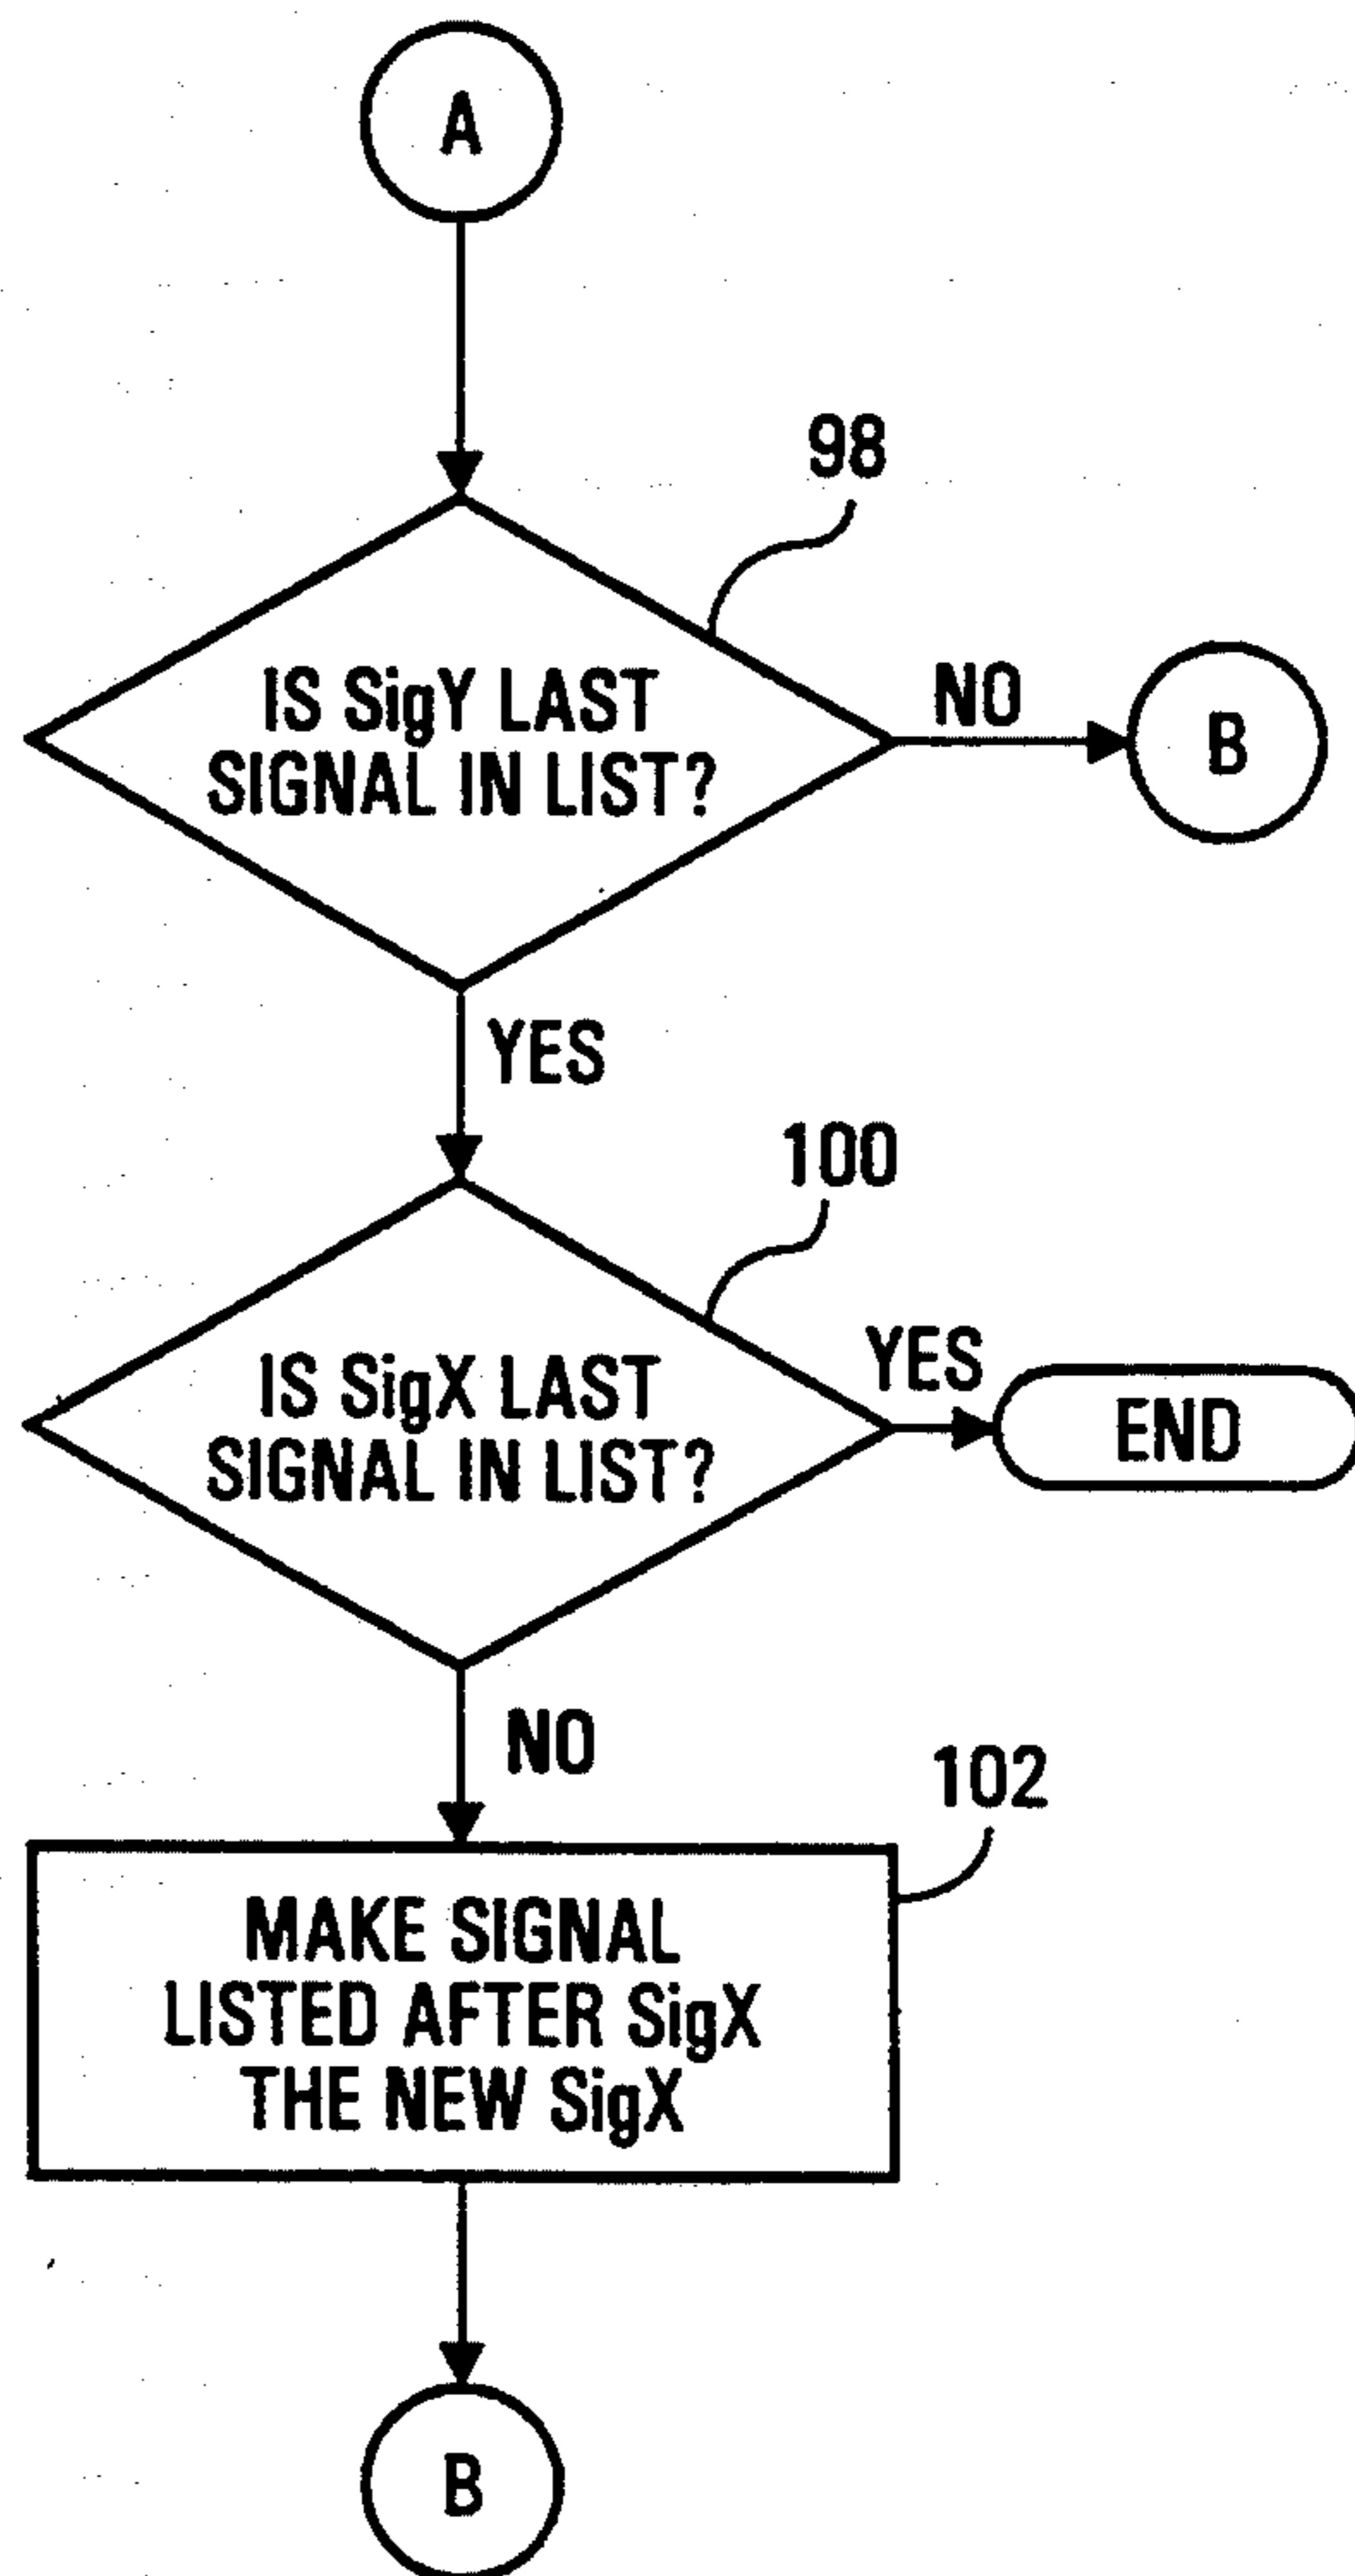 A
98
IS SigY LAST
SIGNAL IN LIST?
NO
B
YES
100
IS SigX LAST
SIGNAL IN LIST?
YES
END
NO
102
MAKE SIGNAL
LISTED AFTER SigX
THE NEW SigX
B